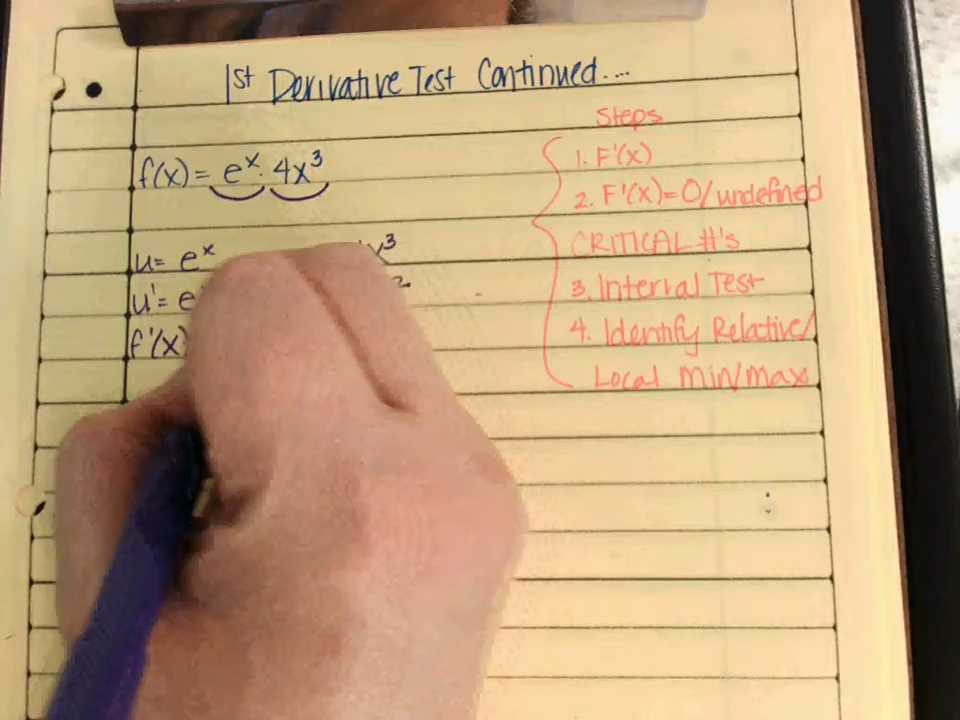 1st Derivative Test Continued....
f(x) = e^x · 4x^3
u = e^x
u' = e
f'(x)
Steps
1. F'(x)
2. F'(x)=0/undefined
CRITICAL #'s
3. Interval Test
4. Identify Relative/
Local Min/max